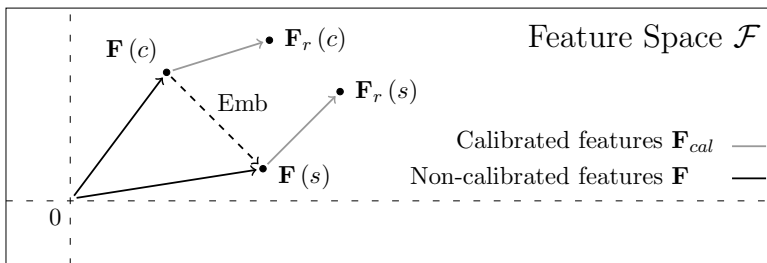 Feature Space ℱ
F (c)
F_r (c)
F_r (s)
Emb
F (s)
Calibrated features F_cal
Non-calibrated features F
0